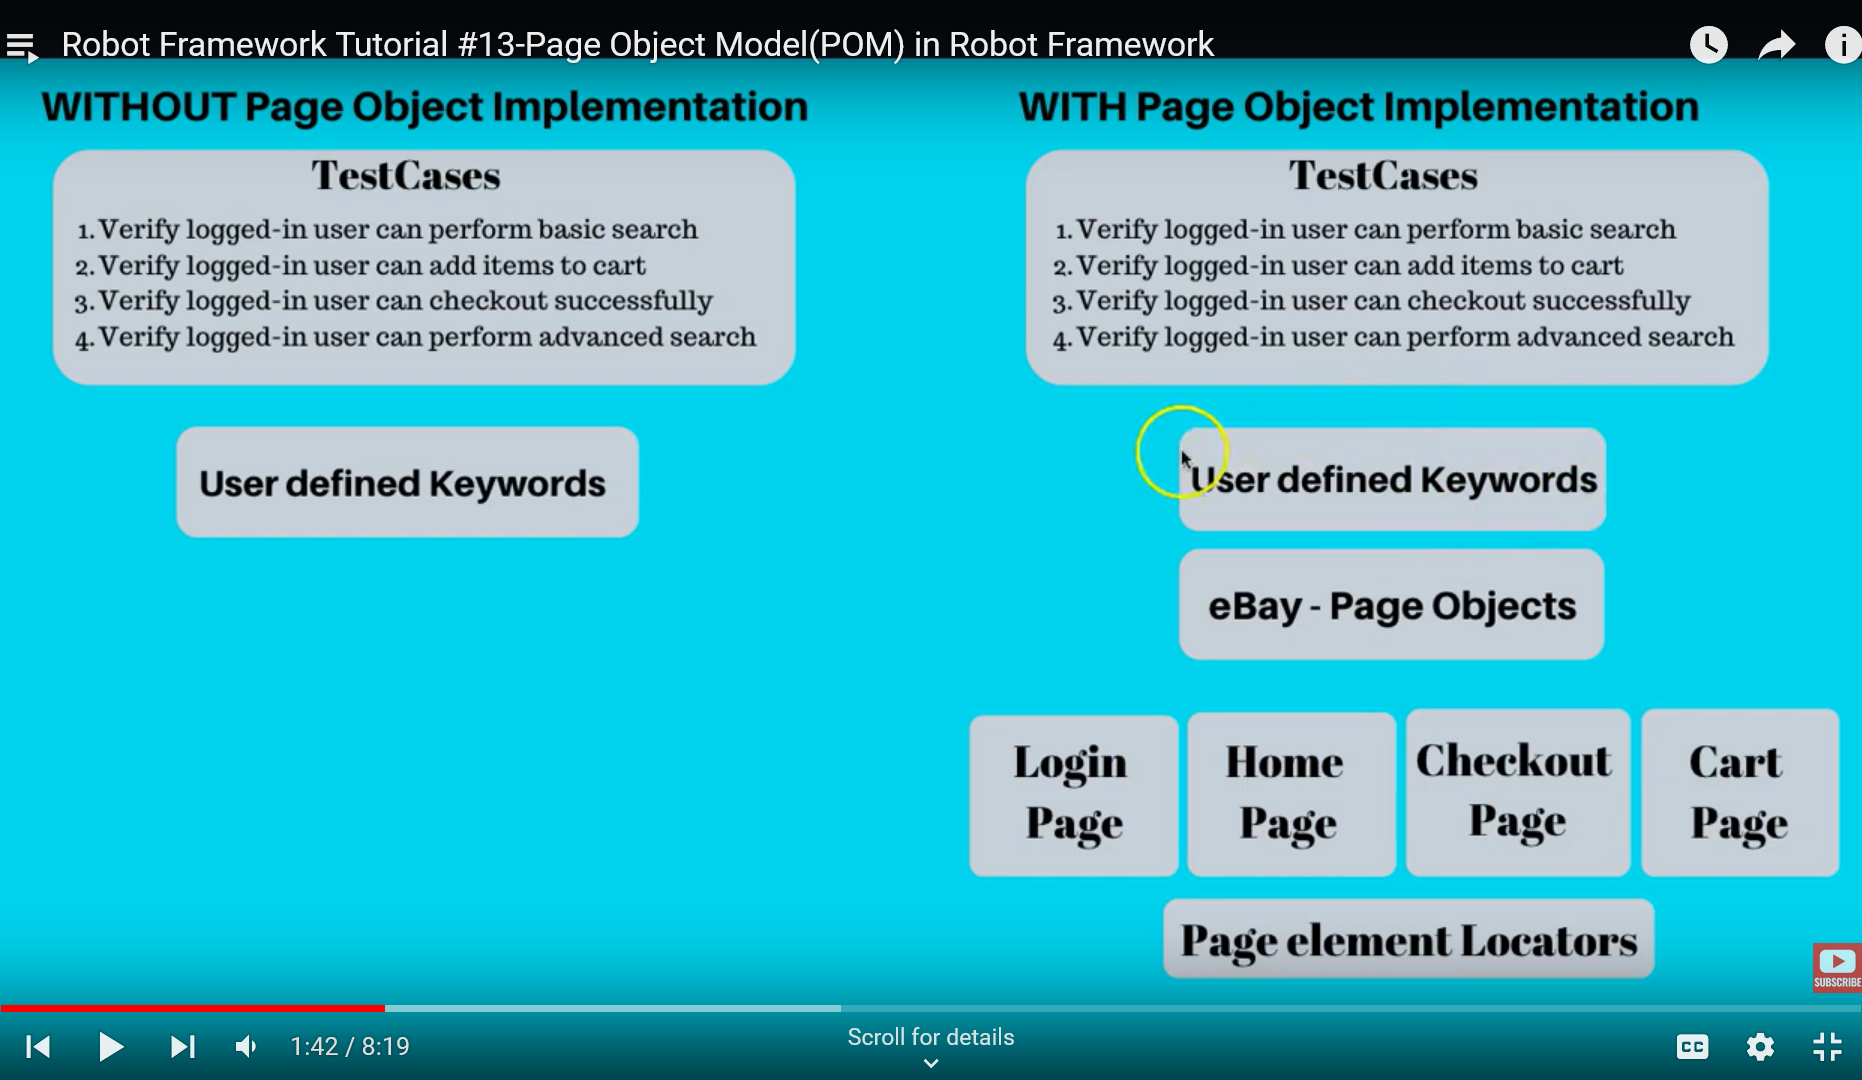 Robot Framework Tutorial #13-Page Object Model(POM) in Robot Framework
WITHOUT Page Object Implementation
TestCases
1. Verify logged-in user can perform basic search
2. Verify logged-in user can add items to cart
3. Verify logged-in user can checkout successfully
4. Verify logged-in user can perform advanced search
User defined Keywords
WITH Page Object Implementation
TestCases
1. Verify logged-in user can perform basic search
2. Verify logged-in user can add items to cart
3. Verify logged-in user can checkout successfully
4. Verify logged-in user can perform advanced search
User defined Keywords
eBay - Page Objects
Login
Page
Home
Page
Checkout
Page
Cart
Page
Page element Locators
SUBSCRIBE
1:42 / 8:19
Scroll for details
CC